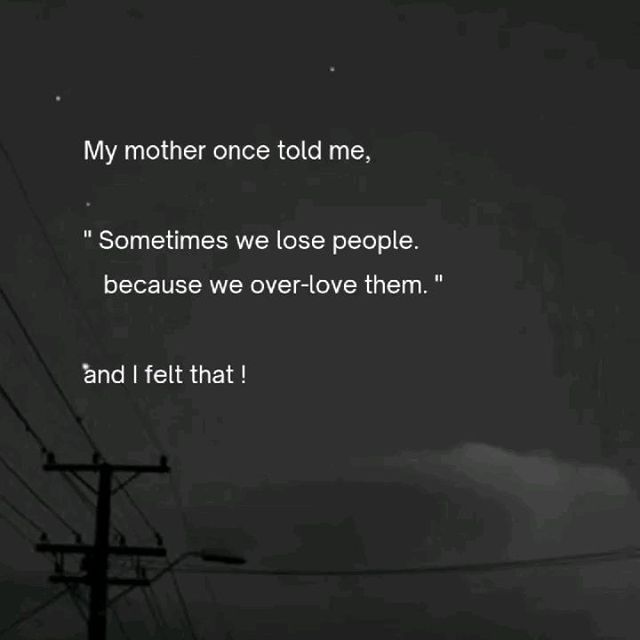 My mother once told me,
" Sometimes we lose people.
because we over-love them. "
and I felt that !